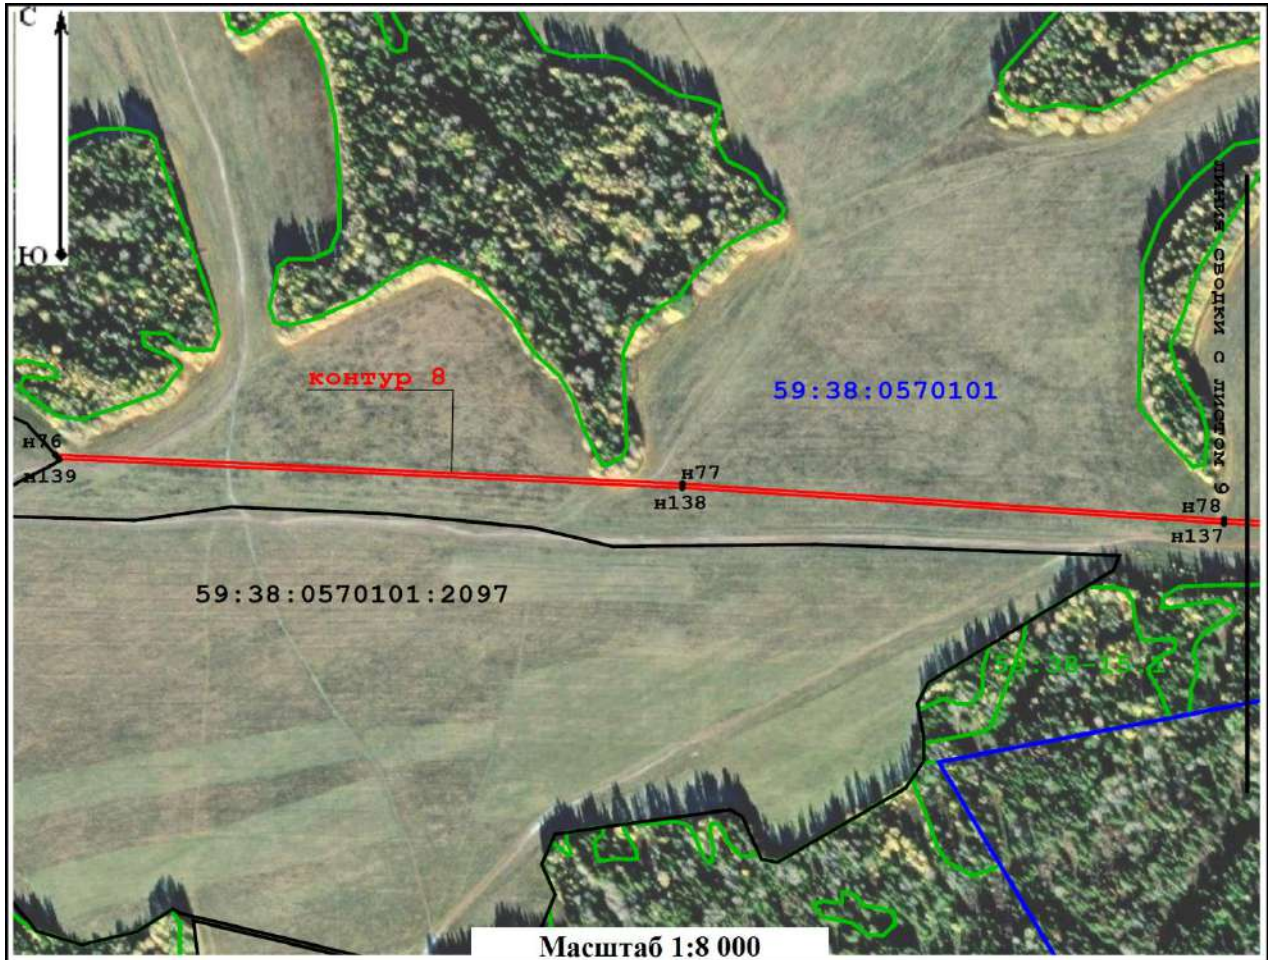 С
Ю
линия сводки с листом 9
контур 8
59:38:0570101
н76
н139
н77
н138
н78
н137
59:38:0570101:2097
Масштаб 1:8 000